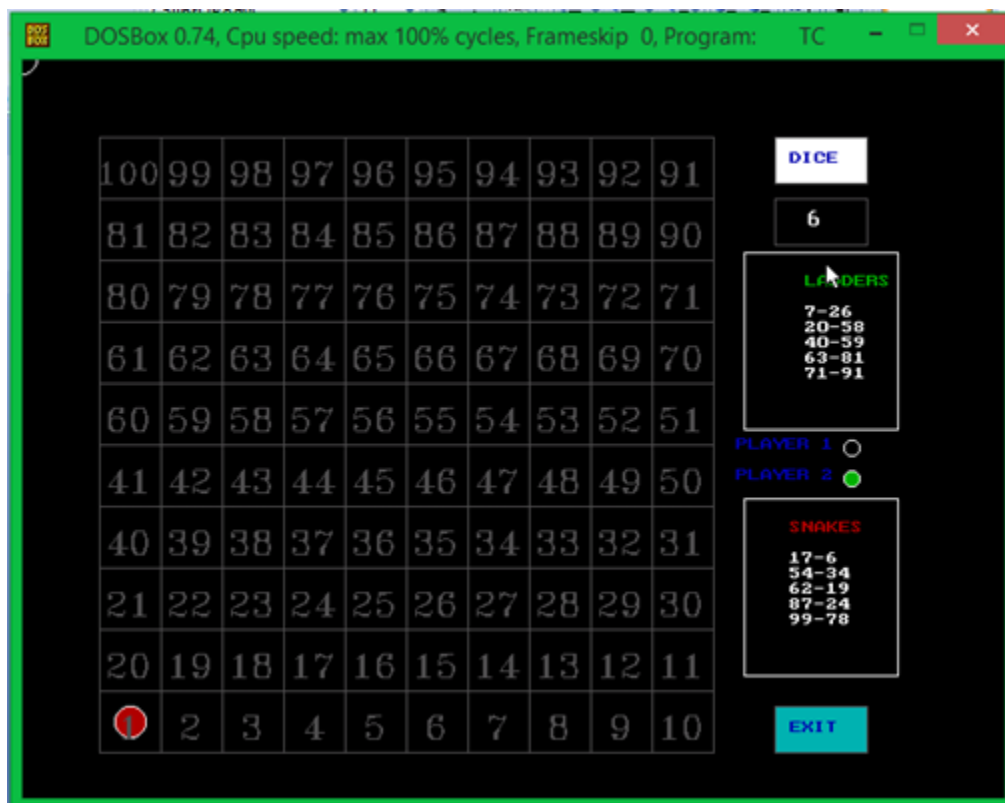 DOS
BOX
DOSBox 0.74, Cpu speed: max 100% cycles, Frameskip 0, Program: TC
DICE
6
100 99 98 97 96 95 94 93 92 91
81 82 83 84 85 86 87 88 89 90
80 79 78 77 76 75 74 73 72 71
61 62 63 64 65 66 67 68 69 70
60 59 58 57 56 55 54 53 52 51
41 42 43 44 45 46 47 48 49 50
40 39 38 37 36 35 34 33 32 31
21 22 23 24 25 26 27 28 29 30
20 19 18 17 16 15 14 13 12 11
1 2 3 4 5 6 7 8 9 10
LADDERS
7-26
20-58
40-59
63-81
71-91
PLAYER 1
PLAYER 2
SNAKES
17-6
54-34
62-19
87-24
99-78
EXIT